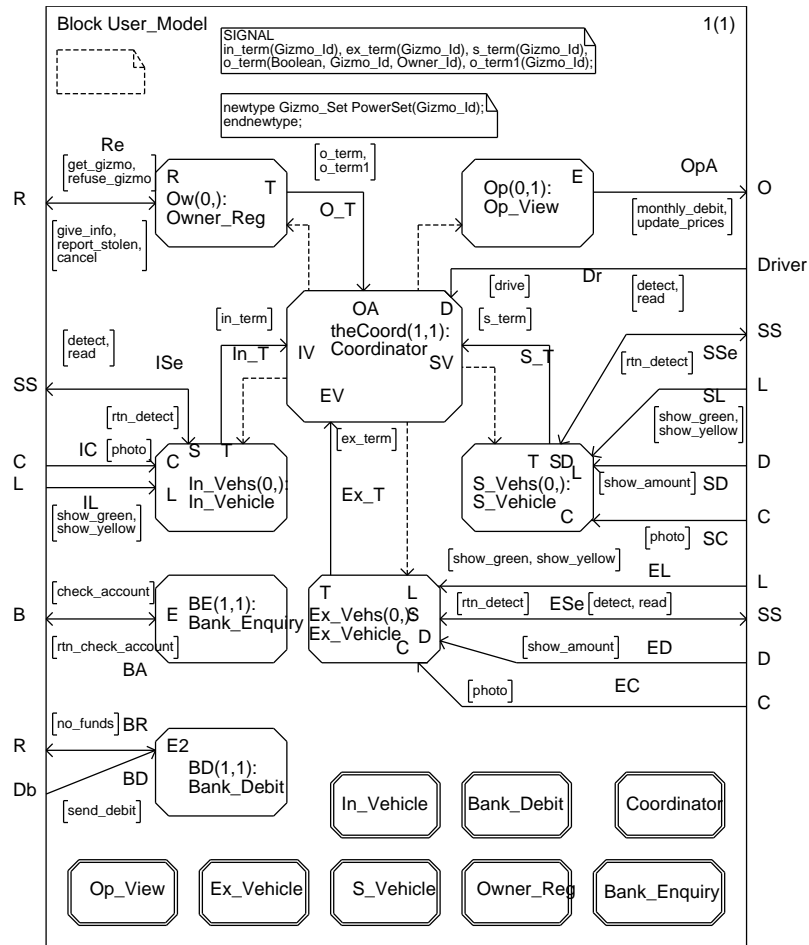 Block User_Model
1(1)
SIGNAL
in_term(Gizmo_Id), ex_term(Gizmo_Id), s_term(Gizmo_Id),
o_term(Boolean, Gizmo_Id, Owner_Id), o_term1(Gizmo_Id);
newtype Gizmo_Set PowerSet(Gizmo_Id);
endnewtype;
Re
get_gizmo,
refuse_gizmo
R
give_info,
report_stolen,
cancel
R
T
Ow(0,):
Owner_Reg
o_term,
o_term1
O_T
E
Op(0,1):
Op_View
OpA
O
monthly_debit,
update_prices
Driver
Dr
drive
detect,
read
OA
D
theCoord(1,1):
Coordinator
IV
SV
EV
in_term
In_T
s_term
S_T
detect,
read
ISe
SS
rtn_detect
SS
SSe
rtn_detect
L
SL
show_green,
show_yellow
C
IC
photo
L
IL
show_green,
show_yellow
S
T
C
L
In_Vehs(0,):
In_Vehicle
ex_term
Ex_T
T
SD
L
S_Vehs(0,):
S_Vehicle
C
D
show_amount
SD
C
photo
SC
show_green, show_yellow
EL
L
rtn_detect
ESe
detect, read
SS
show_amount
ED
D
photo
EC
C
T
L
Ex_Vehs(0,):
S
Ex_Vehicle
D
C
check_account
B
rtn_check_account
BA
E
BE(1,1):
Bank_Enquiry
no_funds
BR
R
BD
Db
send_debit
E2
BD(1,1):
Bank_Debit
In_Vehicle
Bank_Debit
Coordinator
Op_View
Ex_Vehicle
S_Vehicle
Owner_Reg
Bank_Enquiry